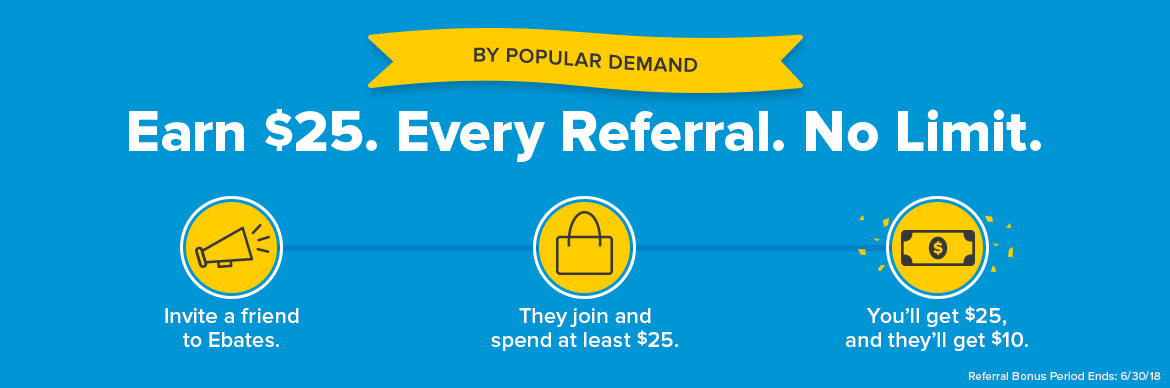 BY POPULAR DEMAND
Earn $25. Every Referral. No Limit.
Invite a friend
to Ebates.
They join and
spend at least $25.
You’ll get $25,
and they’ll get $10.
Referral Bonus Period Ends: 6/30/18